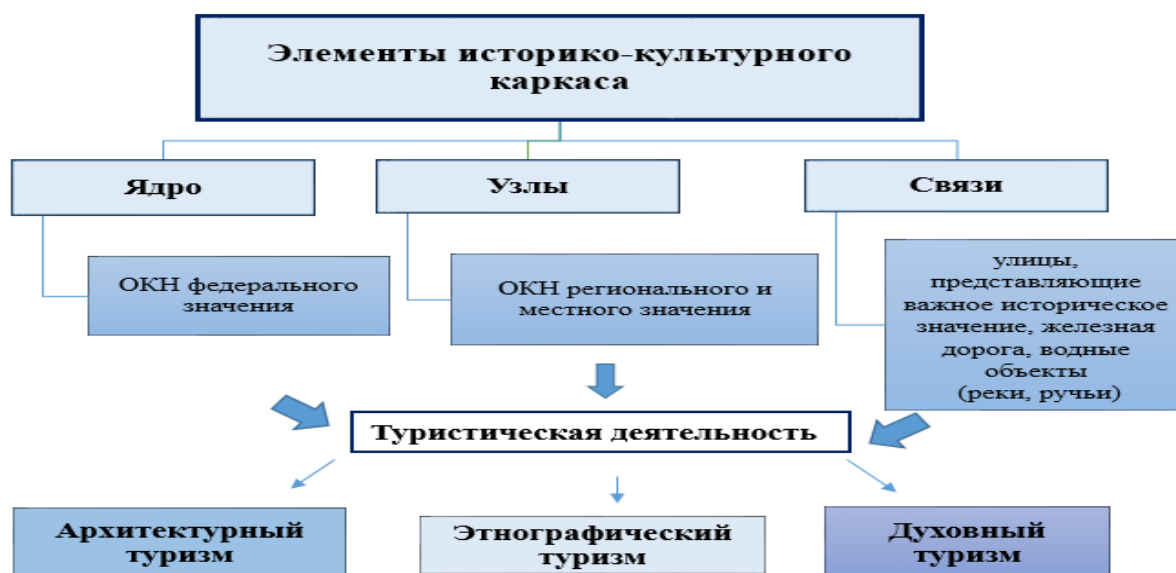 Элементы историко-культурного
каркаса
Ядро
Узлы
Связи
ОКН федерального
значения
ОКН регионального и
местного значения
улицы,
представляющие
важное историческое
значение, железная
дорога, водные
объекты
(реки, ручьи)
Туристическая деятельность
Архитектурный
туризм
Этнографический
туризм
Духовный
туризм